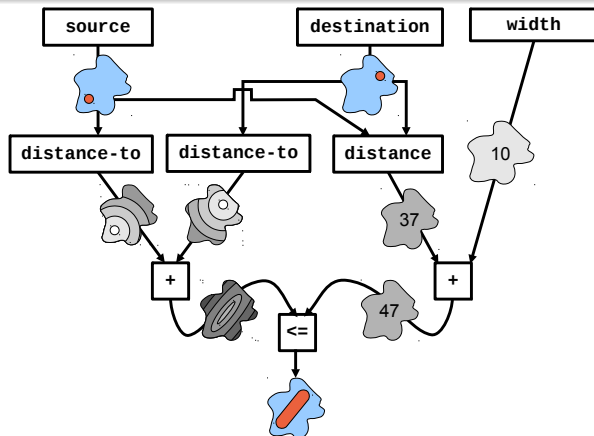 source
destination
width
distance-to
distance-to
distance
10
37
+
+
47
<=